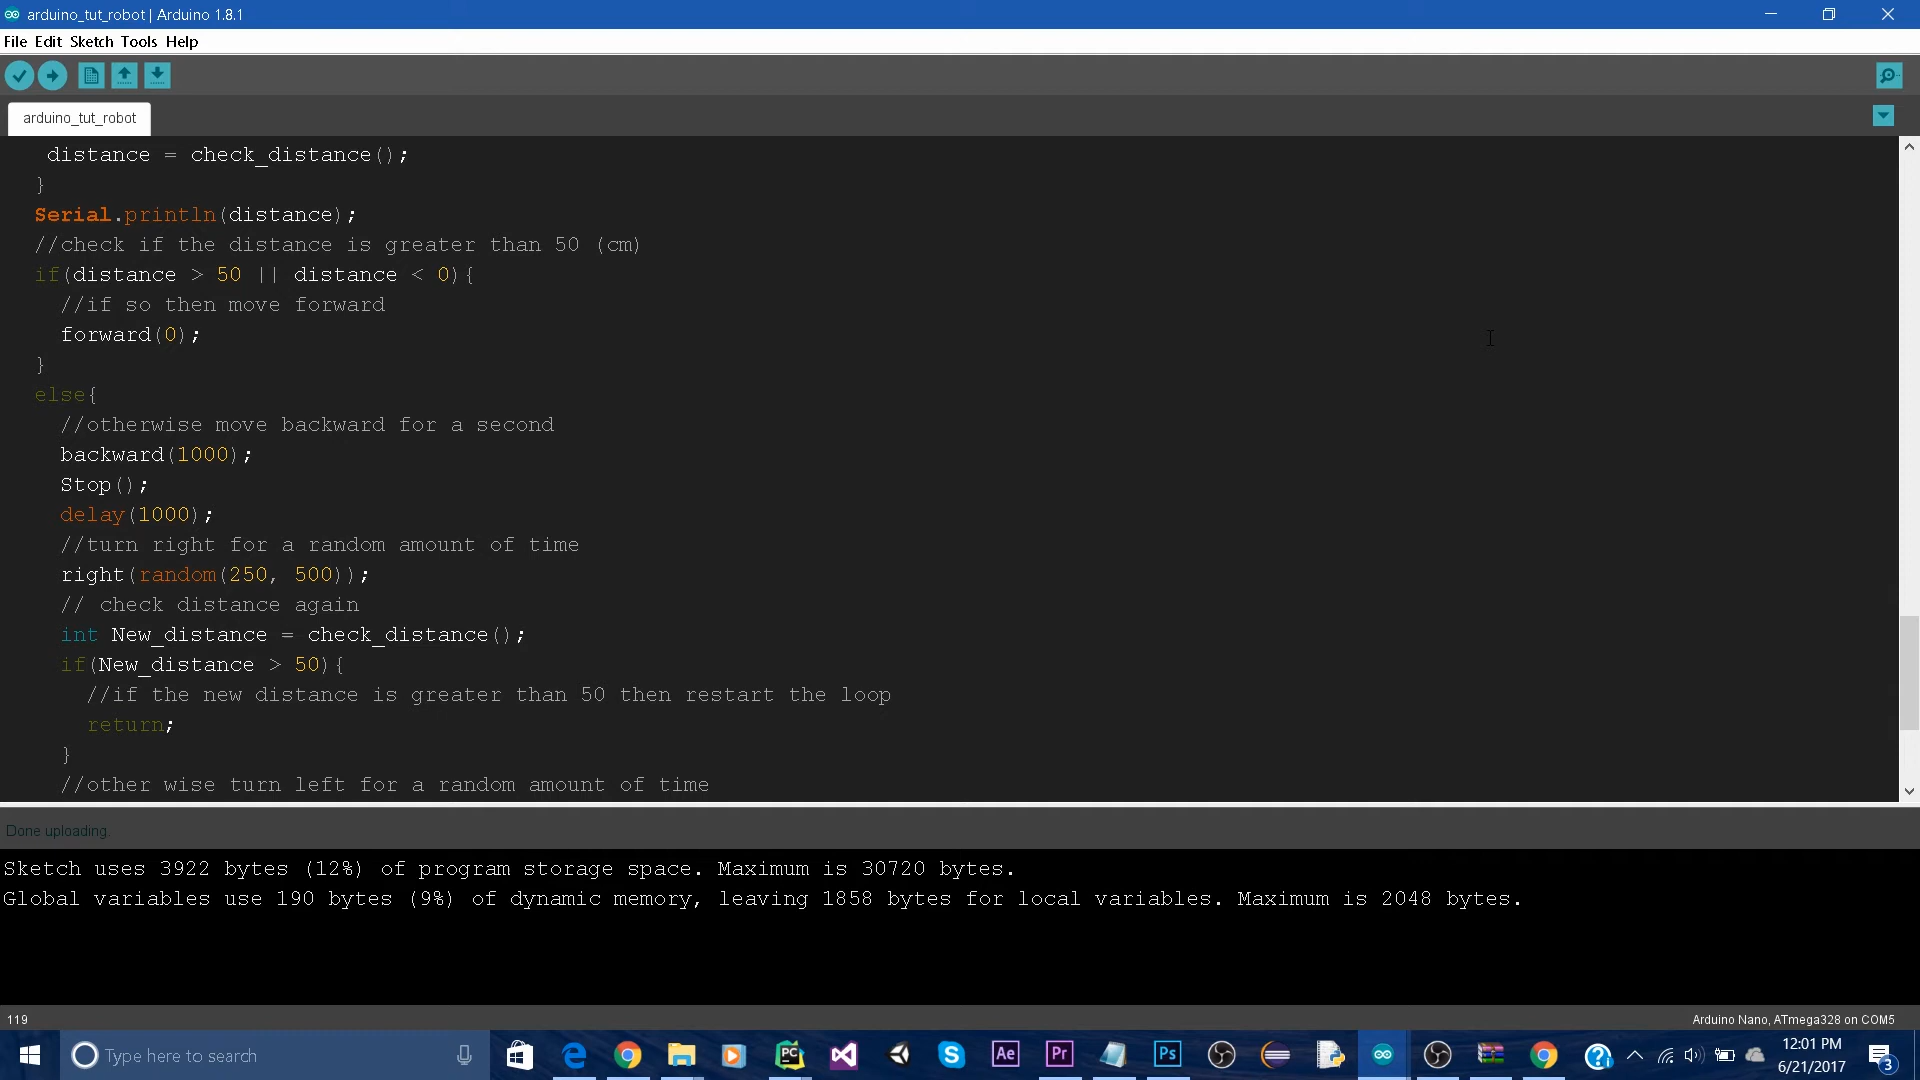 arduino_tut_robot | Arduino 1.8.1
File Edit Sketch Tools Help
arduino_tut_robot
distance = check_distance();
}
Serial.println(distance);
//check if the distance is greater than 50 (cm)
if(distance > 50 || distance < 0){
//if so then move forward
forward(0);
}
else{
//otherwise move backward for a second
backward(1000);
Stop();
delay(1000);
//turn right for a random amount of time
right(random(250, 500));
// check distance again
int New_distance = check_distance();
if(New_distance > 50){
//if the new distance is greater than 50 then restart the loop
return;
}
//other wise turn left for a random amount of time
Done uploading.
Sketch uses 3922 bytes (12%) of program storage space. Maximum is 30720 bytes.
Global variables use 190 bytes (9%) of dynamic memory, leaving 1858 bytes for local variables. Maximum is 2048 bytes.
119
Arduino Nano, ATmega328 on COM5
Type here to search
PC
Ae
Pr
Ps
12:01 PM
6/21/2017
3